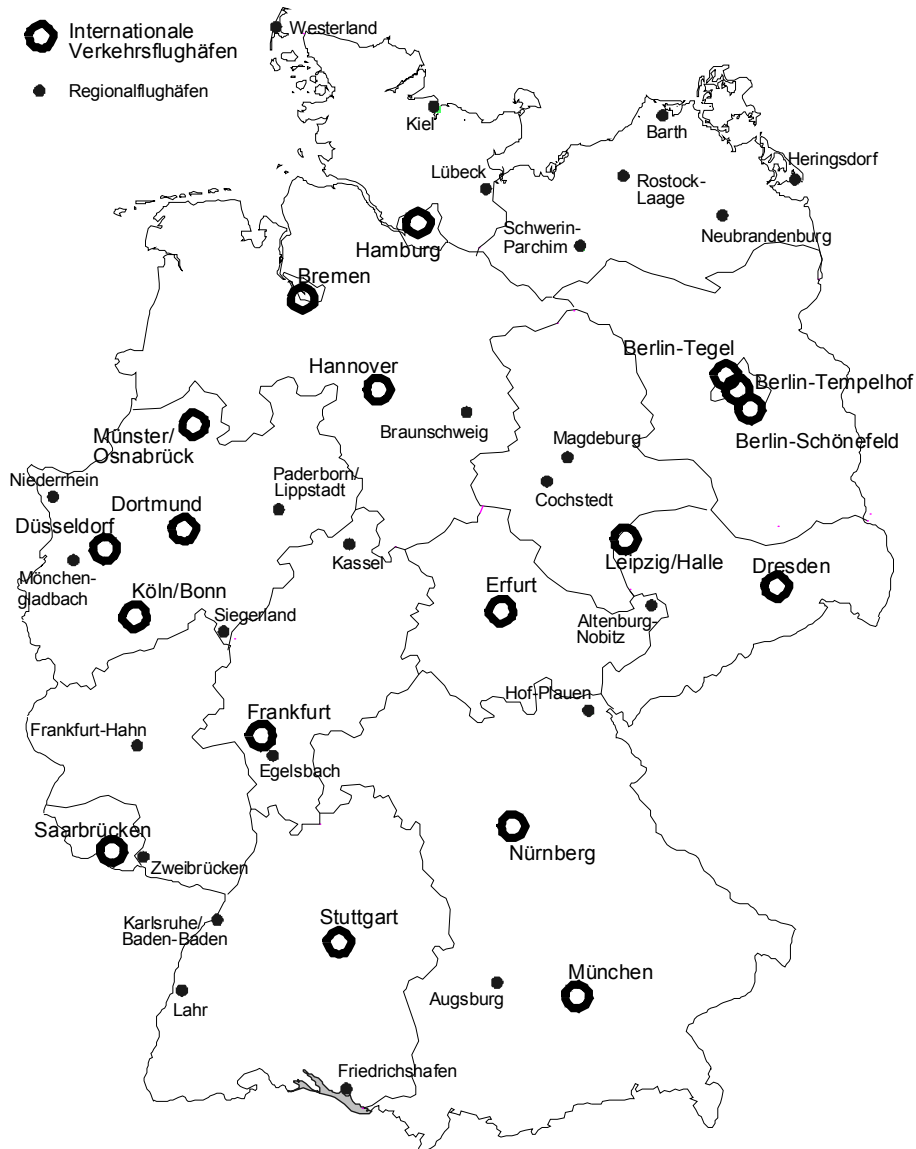 Internationale
Verkehrsflughäfen
Regionalflughäfen
Westerland
Kiel
Barth
Heringsdorf
Lübeck
Rostock-
Laage
Schwerin-
Parchim
Neubrandenburg
Hamburg
Bremen
Berlin-Tegel
Hannover
Berlin-Tempelhof
Braunschweig
Berlin-Schönefeld
Münster/
Osnabrück
Magdeburg
Paderborn/
Lippstadt
Niederrhein
Cochstedt
Dortmund
Düsseldorf
Kassel
Leipzig/Halle
Dresden
Mönchen-
gladbach
Köln/Bonn
Erfurt
Siegerland
Altenburg-
Nobitz
Hof-Plauen
Frankfurt
Frankfurt-Hahn
Egelsbach
Saarbrücken
Nürnberg
Zweibrücken
Karlsruhe/
Baden-Baden
Stuttgart
München
Augsburg
Lahr
Friedrichshafen